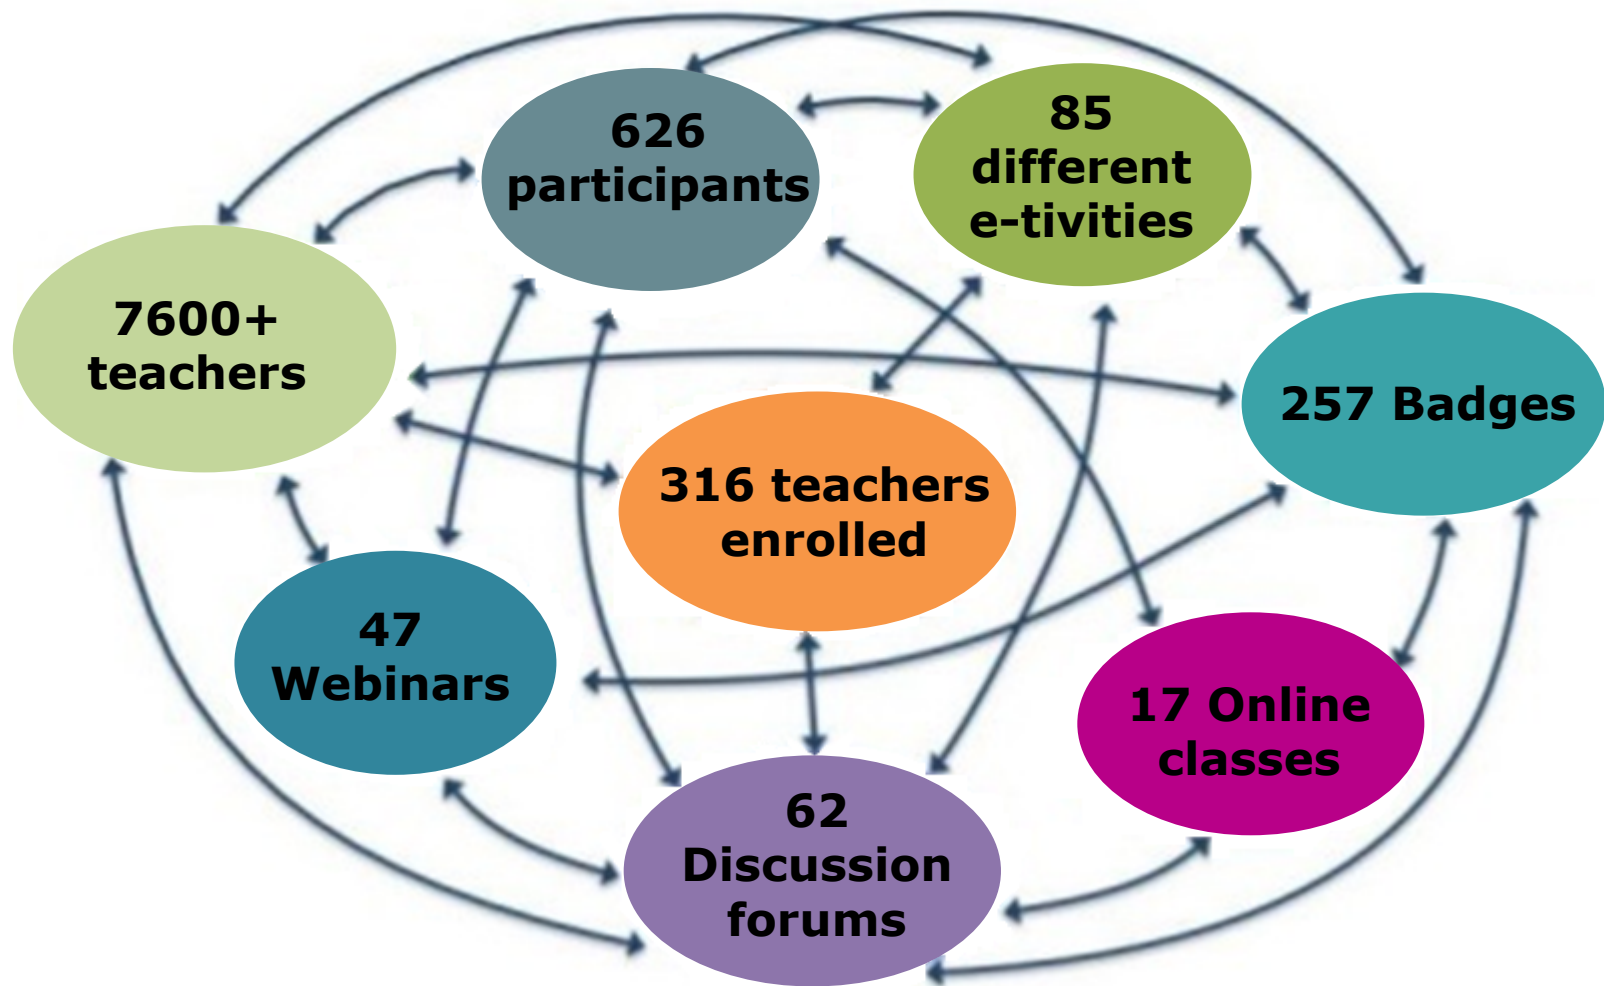 626
participants
85
different
e-tivities
7600+
teachers
257 Badges
316 teachers
enrolled
47
Webinars
17 Online
classes
62
Discussion
forums